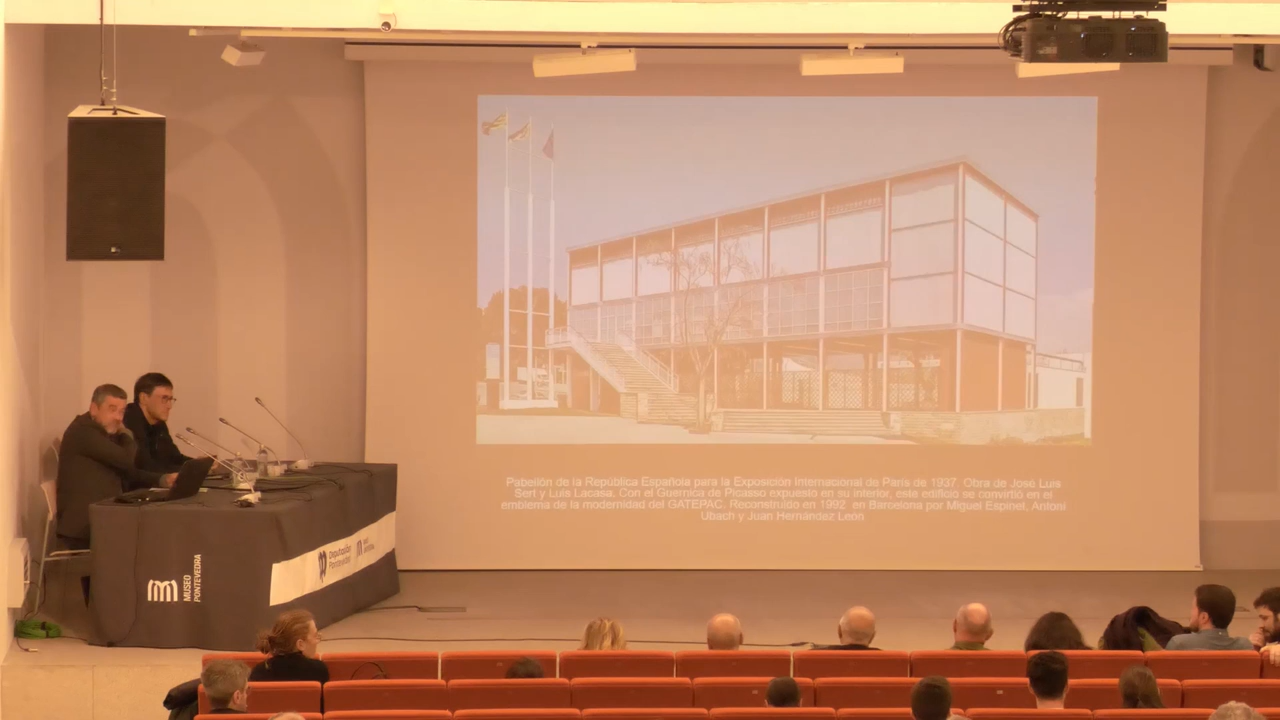 Pabellón de la República Española para la Exposición Internacional de París de 1937. Obra de José Luis
Sert y Luis Lacasa. Con el Guernica de Picasso expuesto en su interior, este edificio se convirtió en el
emblema de la modernidad del GATEPAC. Reconstruido en 1992 en Barcelona por Miguel Espinet, Antoni
Ubach y Juan Hernández León
MUSEO
PONTEVEDRA
Deputación
Pontevedra